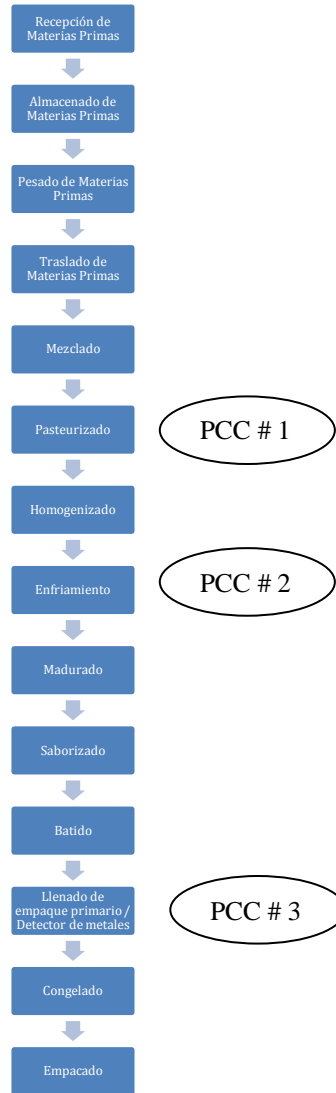 Recepción de
Materias Primas
Almacenado de
Materias Primas
Pesado de Materias
Primas
Traslado de
Materias Primas
Mezclado
Pasteurizado
PCC # 1
Homogenizado
Enfriamiento
PCC # 2
Madurado
Saborizado
Batido
Llenado de
empaque primario /
Detector de metales
PCC # 3
Congelado
Empacado